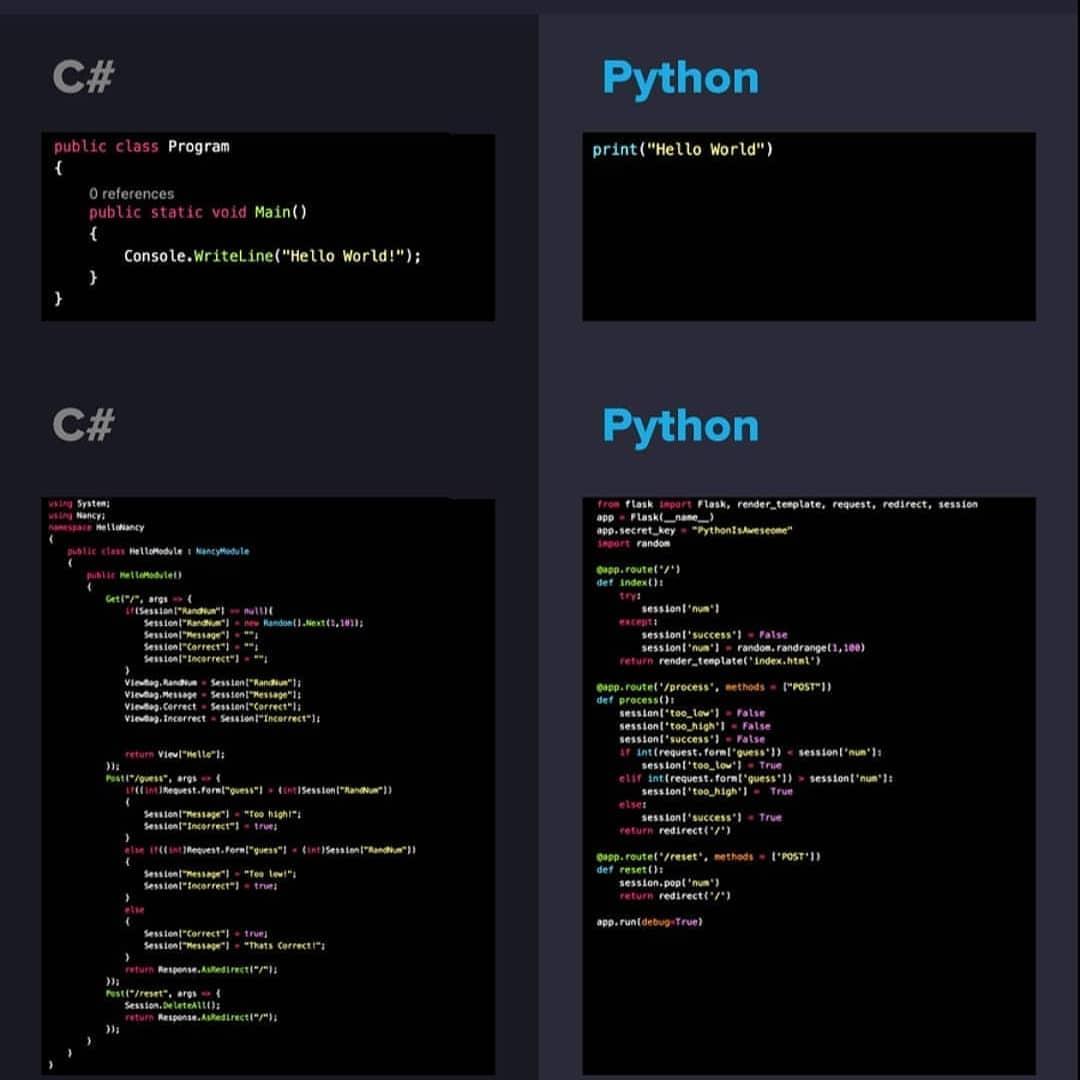 C#
public class Program
{
0 references
public static void Main()
{
Console.WriteLine("Hello World!");
}
}
Python
print("Hello World")
C#
using System;
using Nancy;
namespace HelloNancy
{
public class HelloModule : NancyModule
{
public HelloModule()
{
Get("/", args => {
if(Session["RandNum"] == null){
Session["RandNum"] = new Random().Next(1,101);
Session["Message"] = "";
Session["Correct"] = "";
Session["Incorrect"] = "";
}
ViewBag.RandNum = Session["RandNum"];
ViewBag.Message = Session["Message"];
ViewBag.Correct = Session["Correct"];
ViewBag.Incorrect = Session["Incorrect"];
return View["Hello"];
});
Post("/guess", args => {
if((int)Request.Form["guess"] > (int)Session["RandNum"])
{
Session["Message"] = "Too high!";
Session["Incorrect"] = true;
}
else if((int)Request.Form["guess"] < (int)Session["RandNum"])
{
Session["Message"] = "Too low!";
Session["Incorrect"] = true;
}
else
{
Session["Correct"] = true;
Session["Message"] = "Thats Correct!";
}
return Response.AsRedirect("/");
});
Post("/reset", args => {
Session.DeleteAll();
return Response.AsRedirect("/");
});
}
}
}
Python
from flask import Flask, render_template, request, redirect, session
app = Flask(__name__)
app.secret_key = "PythonIsAweseome"
import random
@app.route('/')
def index():
try:
session['num']
except:
session['success'] = False
session['num'] = random.randrange(1,100)
return render_template('index.html')
@app.route('/process', methods = ["POST"])
def process():
session['too_low'] = False
session['too_high'] = False
session['success'] = False
if int(request.form['guess']) < session['num']:
session['too_low'] = True
elif int(request.form['guess']) > session['num']:
session['too_high'] = True
else:
session['success'] = True
return redirect('/')
@app.route('/reset', methods = ['POST'])
def reset():
session.pop('num')
return redirect('/')
app.run(debug=True)